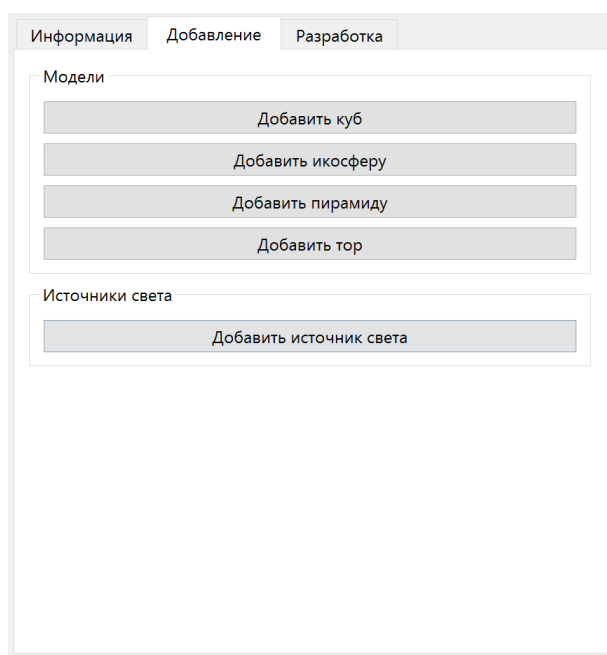 Информация Добавление Разработка
Модели
Добавить куб
Добавить икосферу
Добавить пирамиду
Добавить тор
Источники света
Добавить источник света